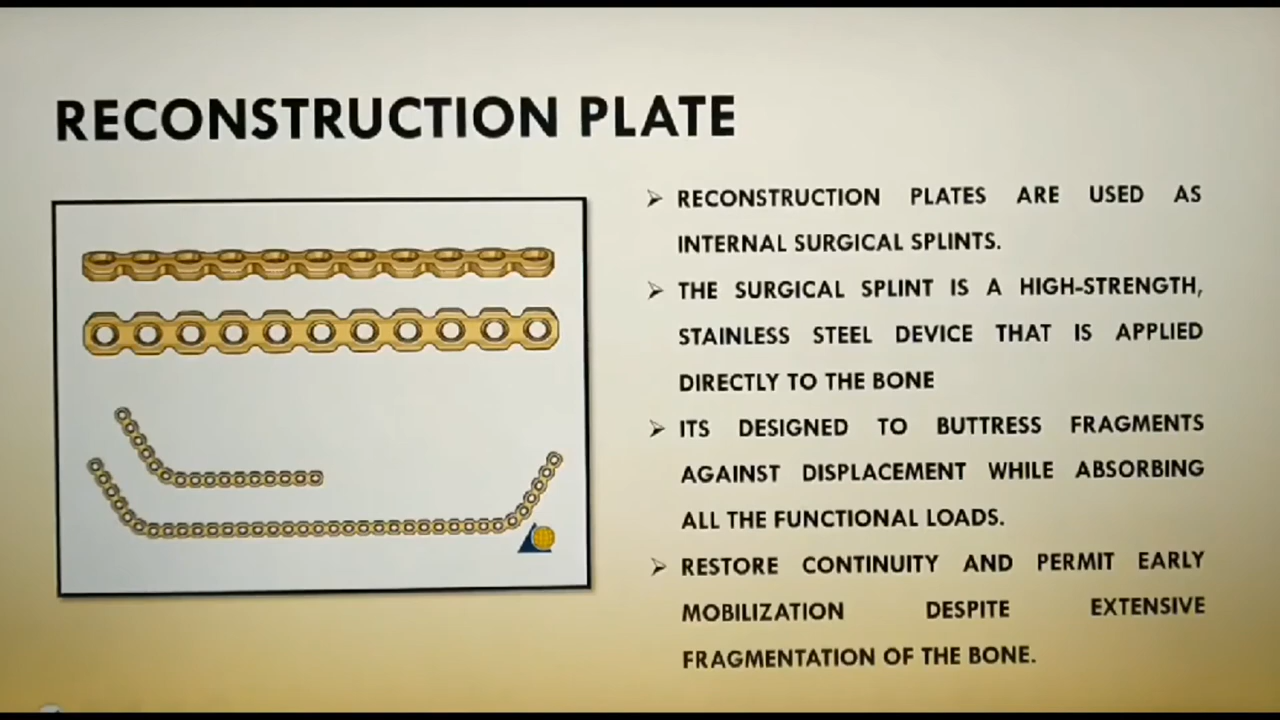 RECONSTRUCTION PLATE
RECONSTRUCTION PLATES ARE USED AS
INTERNAL SURGICAL SPLINTS.
THE SURGICAL SPLINT IS A HIGH-STRENGTH,
STAINLESS STEEL DEVICE THAT IS APPLIED
DIRECTLY TO THE BONE
ITS DESIGNED TO BUTTRESS FRAGMENTS
AGAINST DISPLACEMENT WHILE ABSORBING
ALL THE FUNCTIONAL LOADS.
RESTORE CONTINUITY AND PERMIT EARLY
MOBILIZATION DESPITE EXTENSIVE
FRAGMENTATION OF THE BONE.